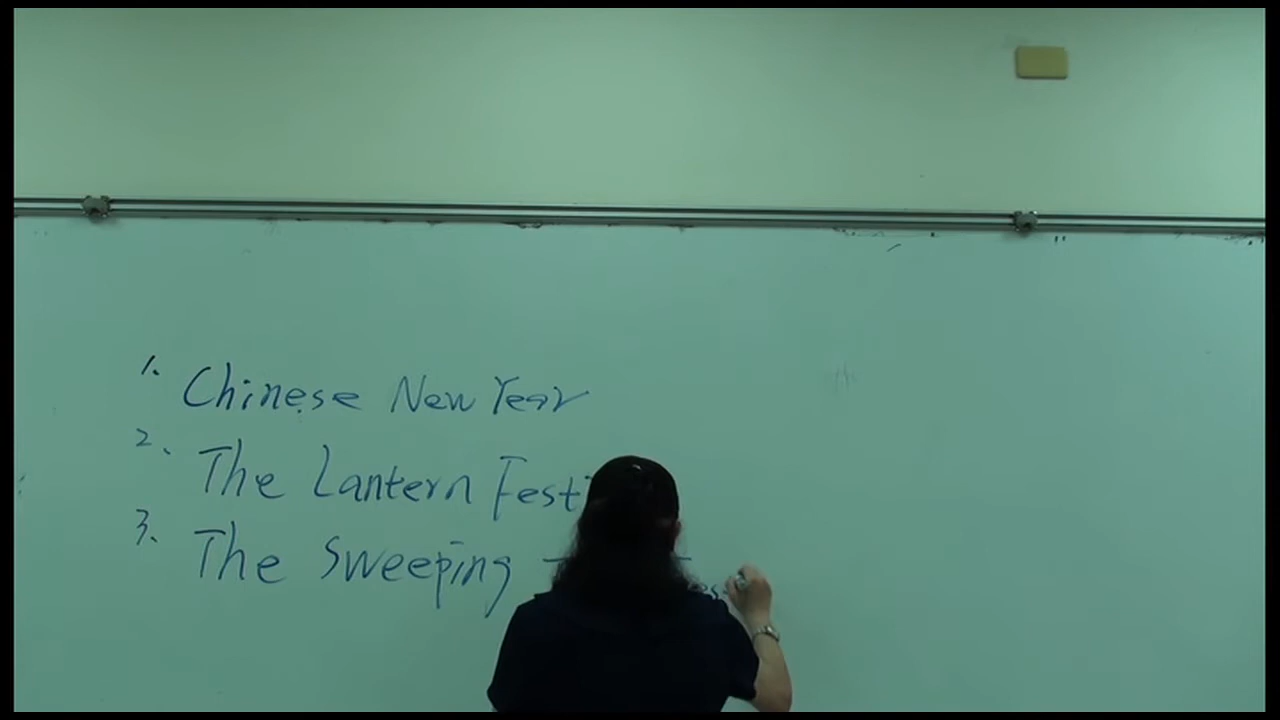 1. Chinese New Year
2. The Lantern Festi
3. The Sweeping